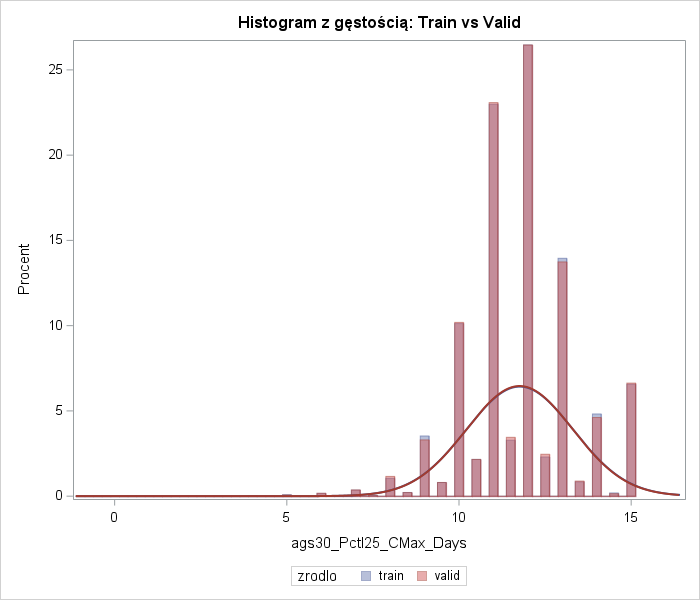 Histogram z gęstością: Train vs Valid
25
20
15
10
5
0
Procent
0 5 10 15
ags30_Pctl25_CMax_Days
zrodlo train valid